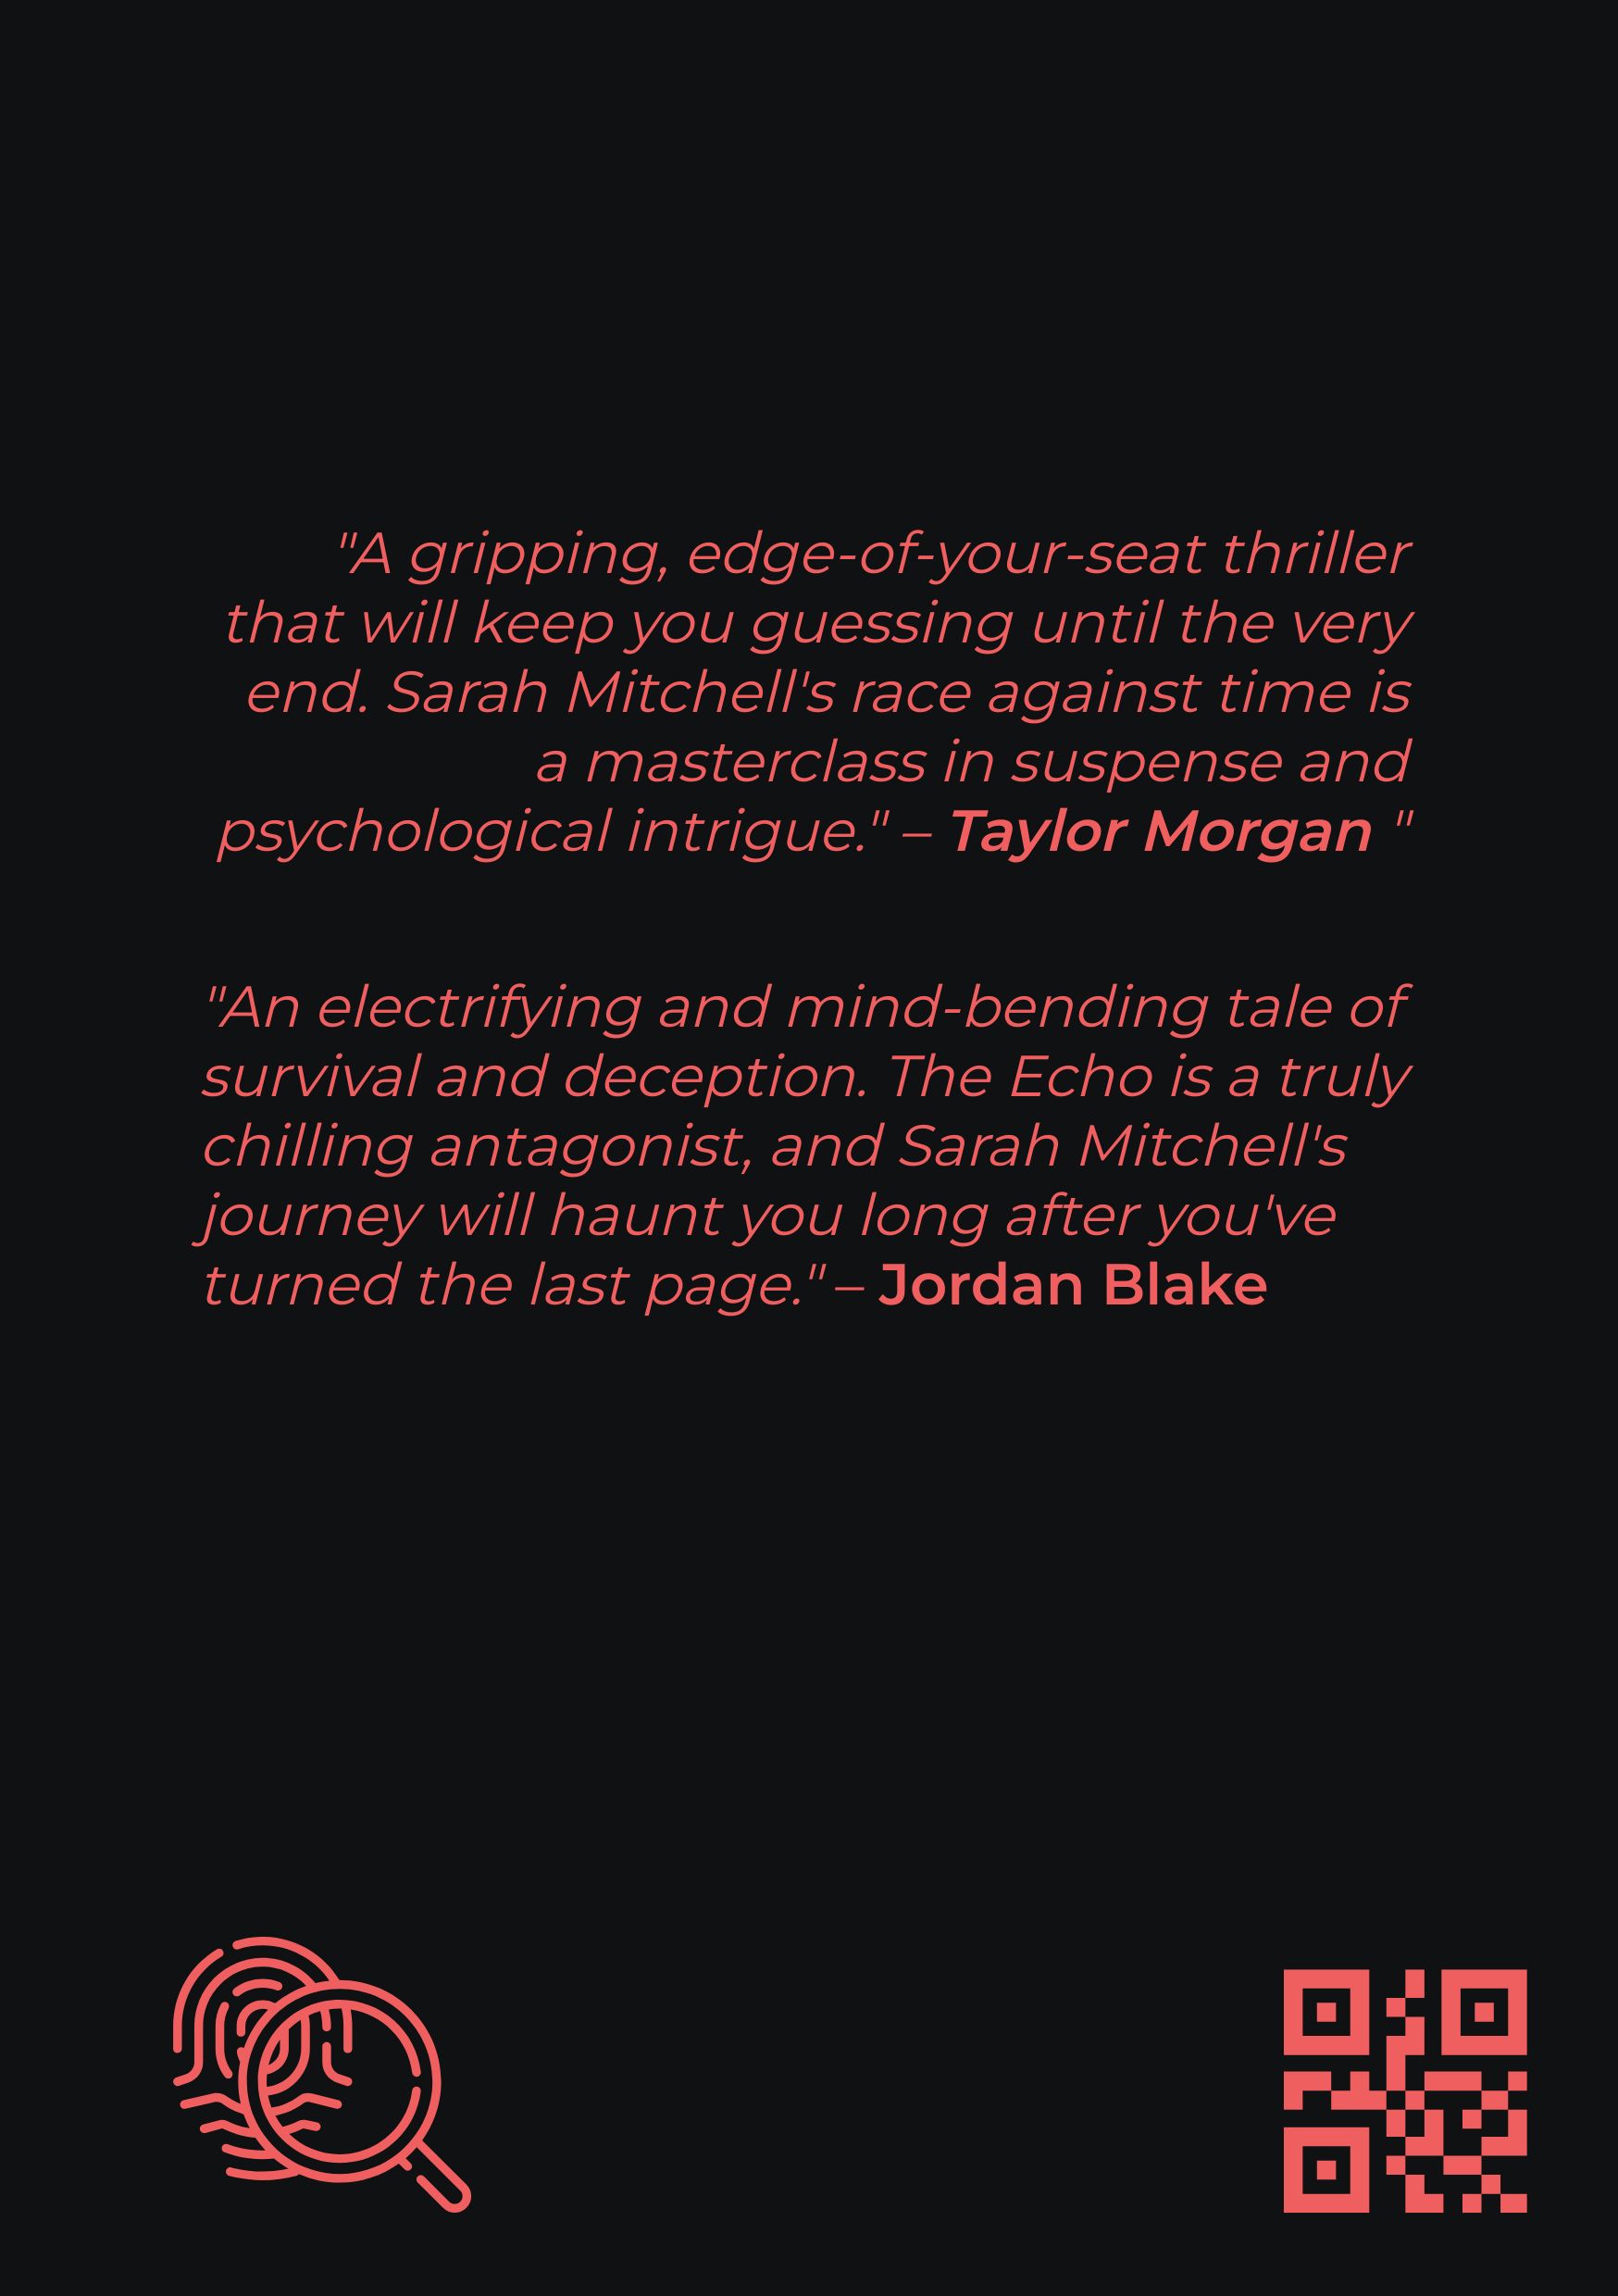 "A gripping, edge-of-your-seat thriller
that will keep you guessing until the very
end. Sarah Mitchell's race against time is
a masterclass in suspense and
psychological intrigue." – Taylor Morgan "
"An electrifying and mind-bending tale of
survival and deception. The Echo is a truly
chilling antagonist, and Sarah Mitchell's
journey will haunt you long after you've
turned the last page." – Jordan Blake